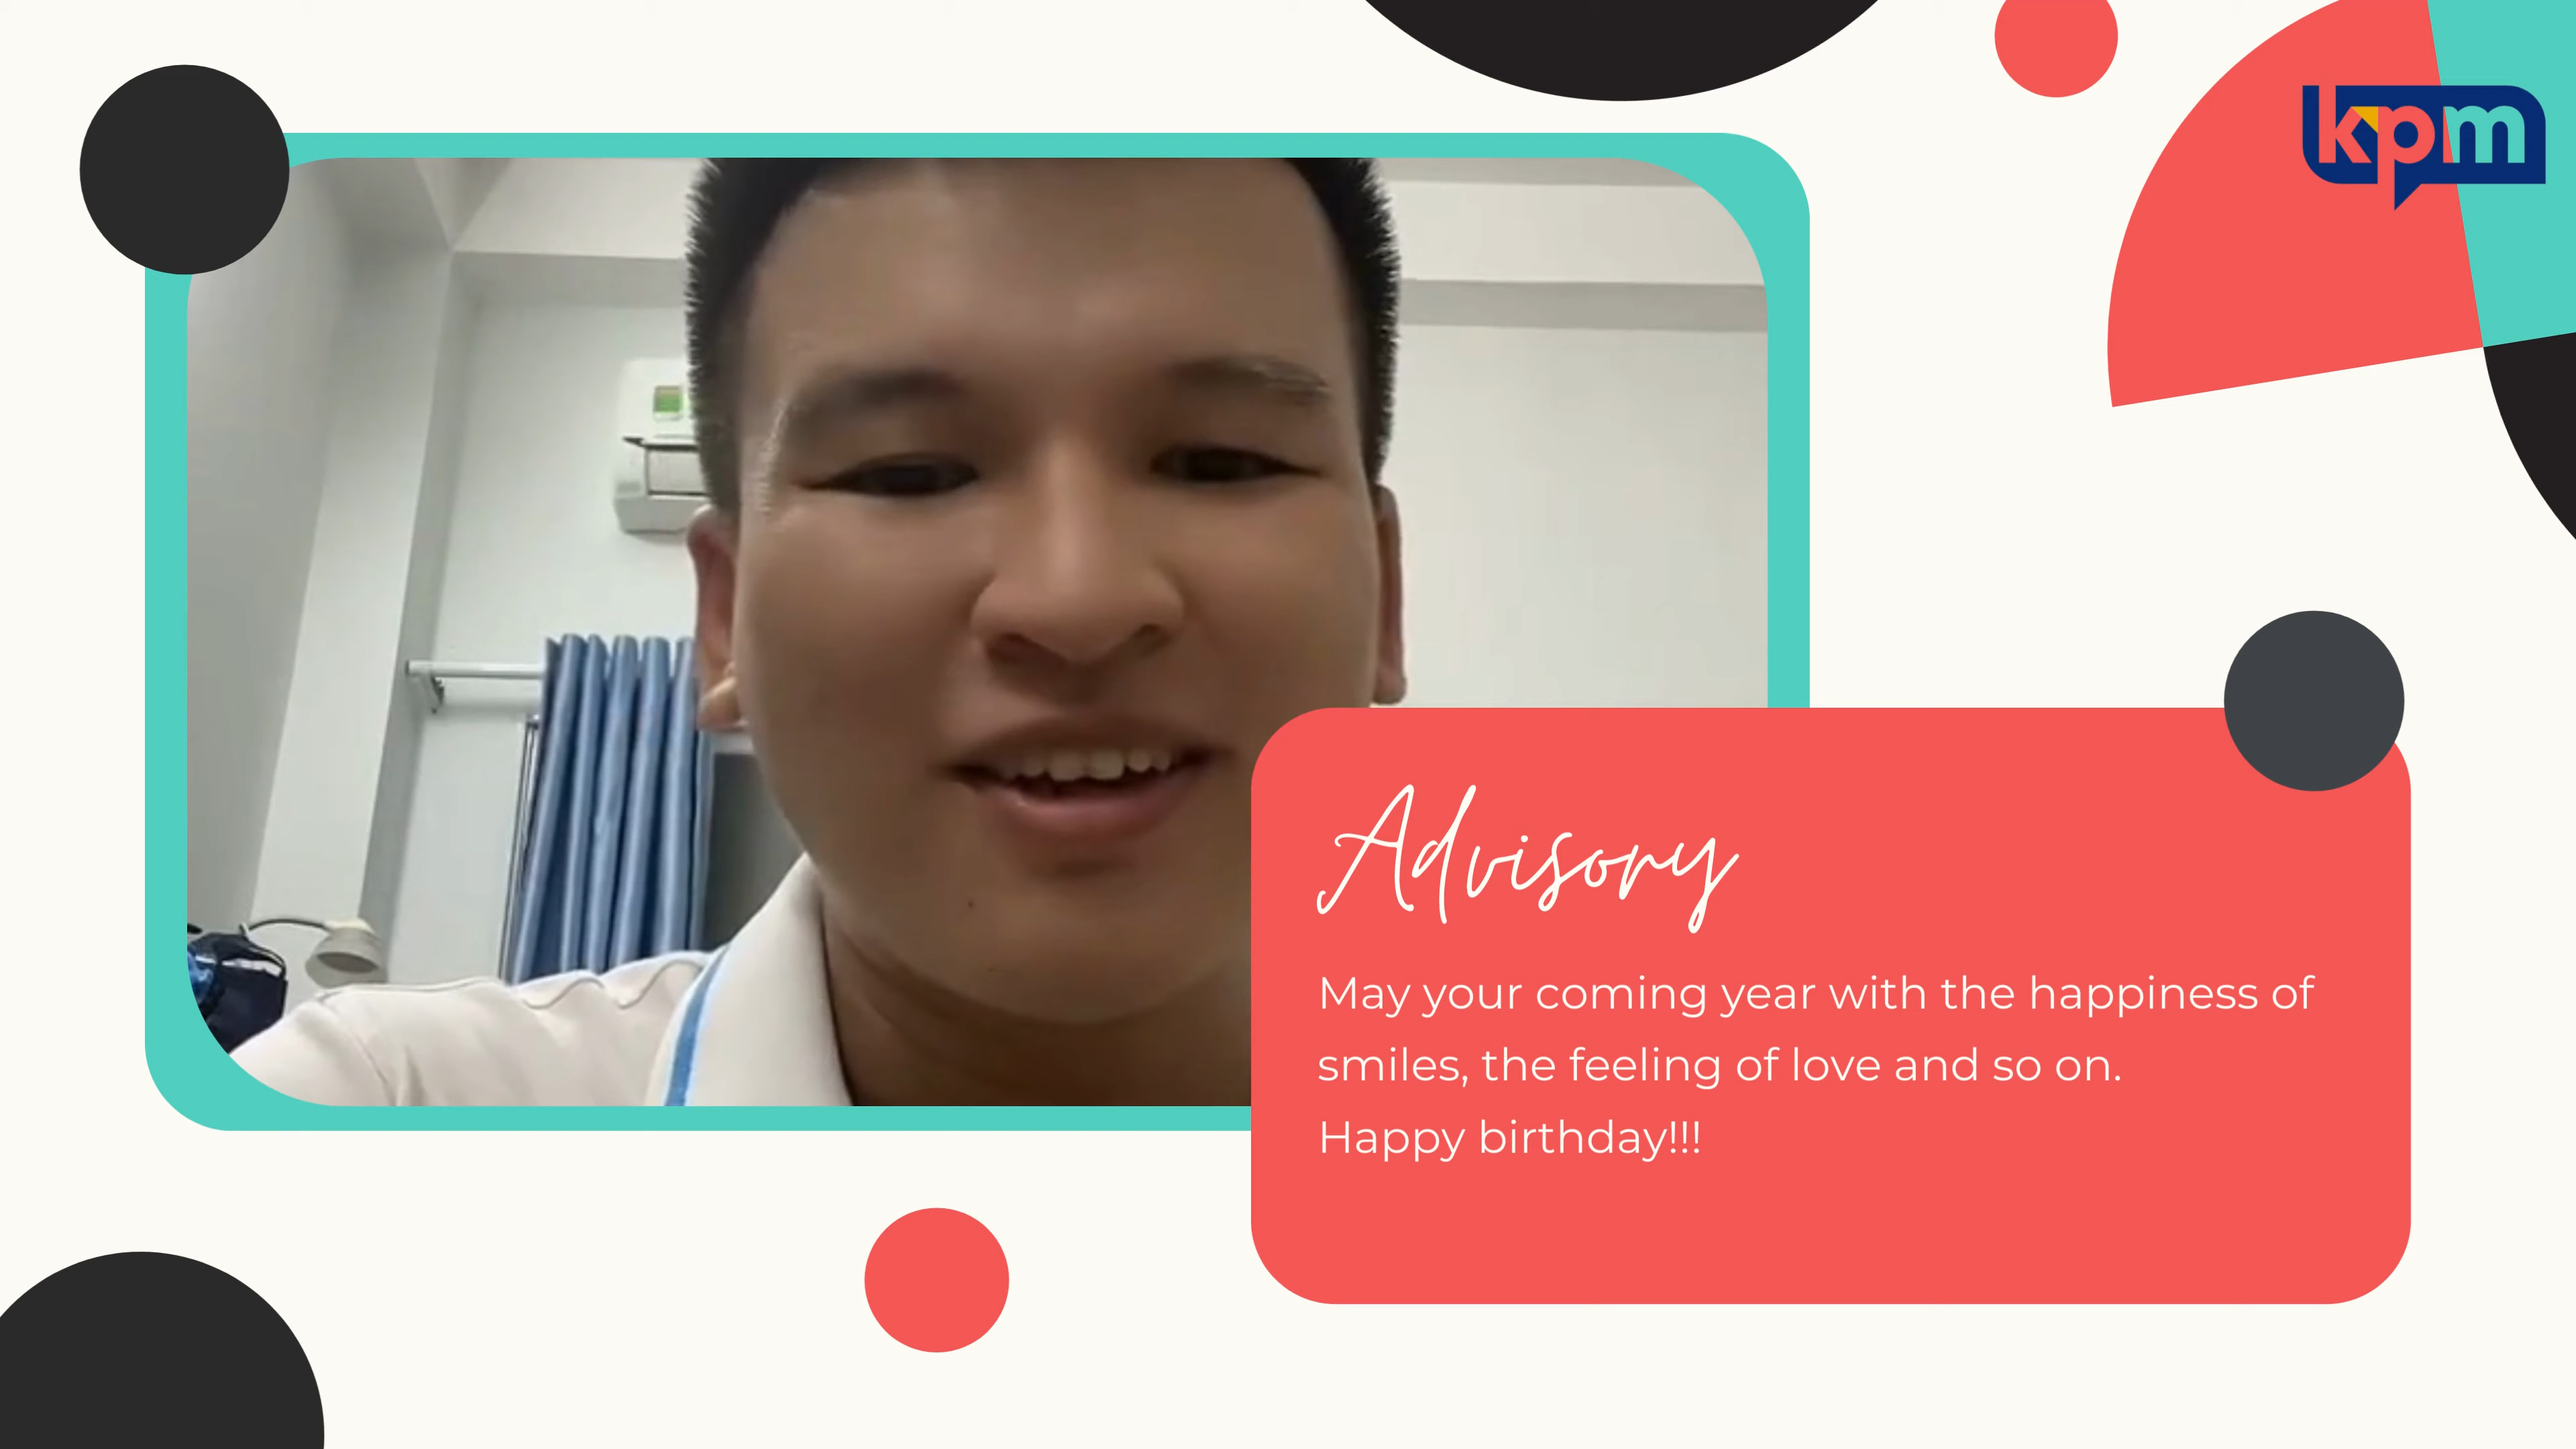 kpm
Advisory
May your coming year with the happiness of
smiles, the feeling of love and so on.
Happy birthday!!!